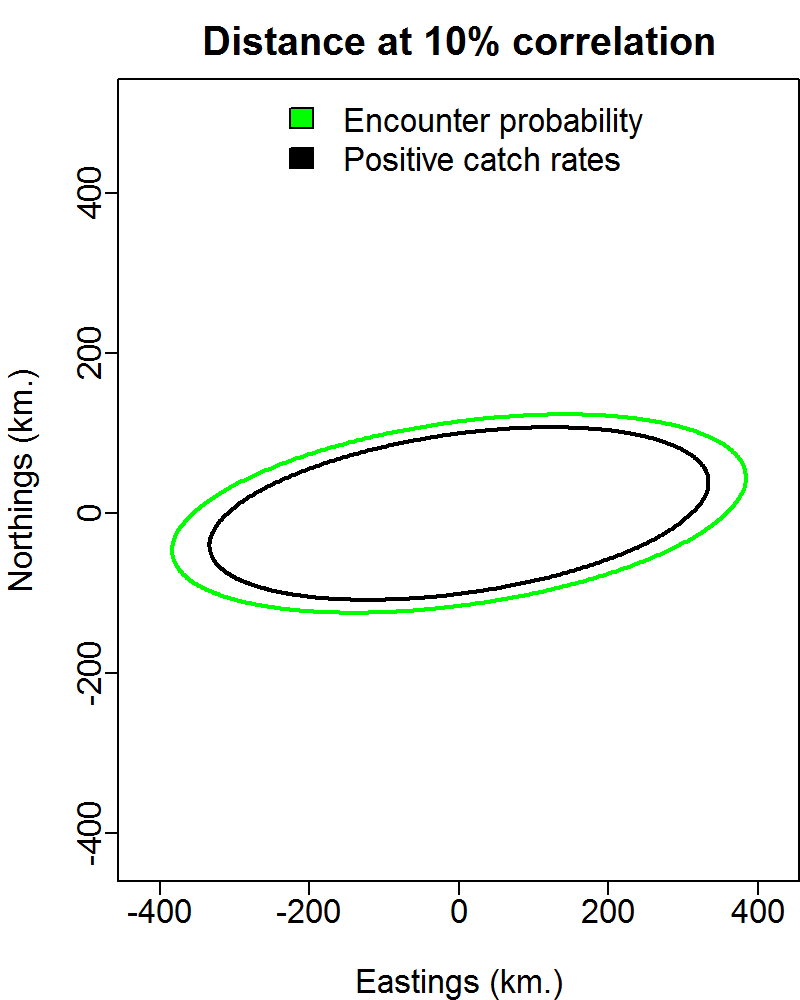 Distance at 10% correlation
Encounter probability
Positive catch rates
Northings (km.)
400
200
0
-200
-400
-400 -200 0 200 400
Eastings (km.)